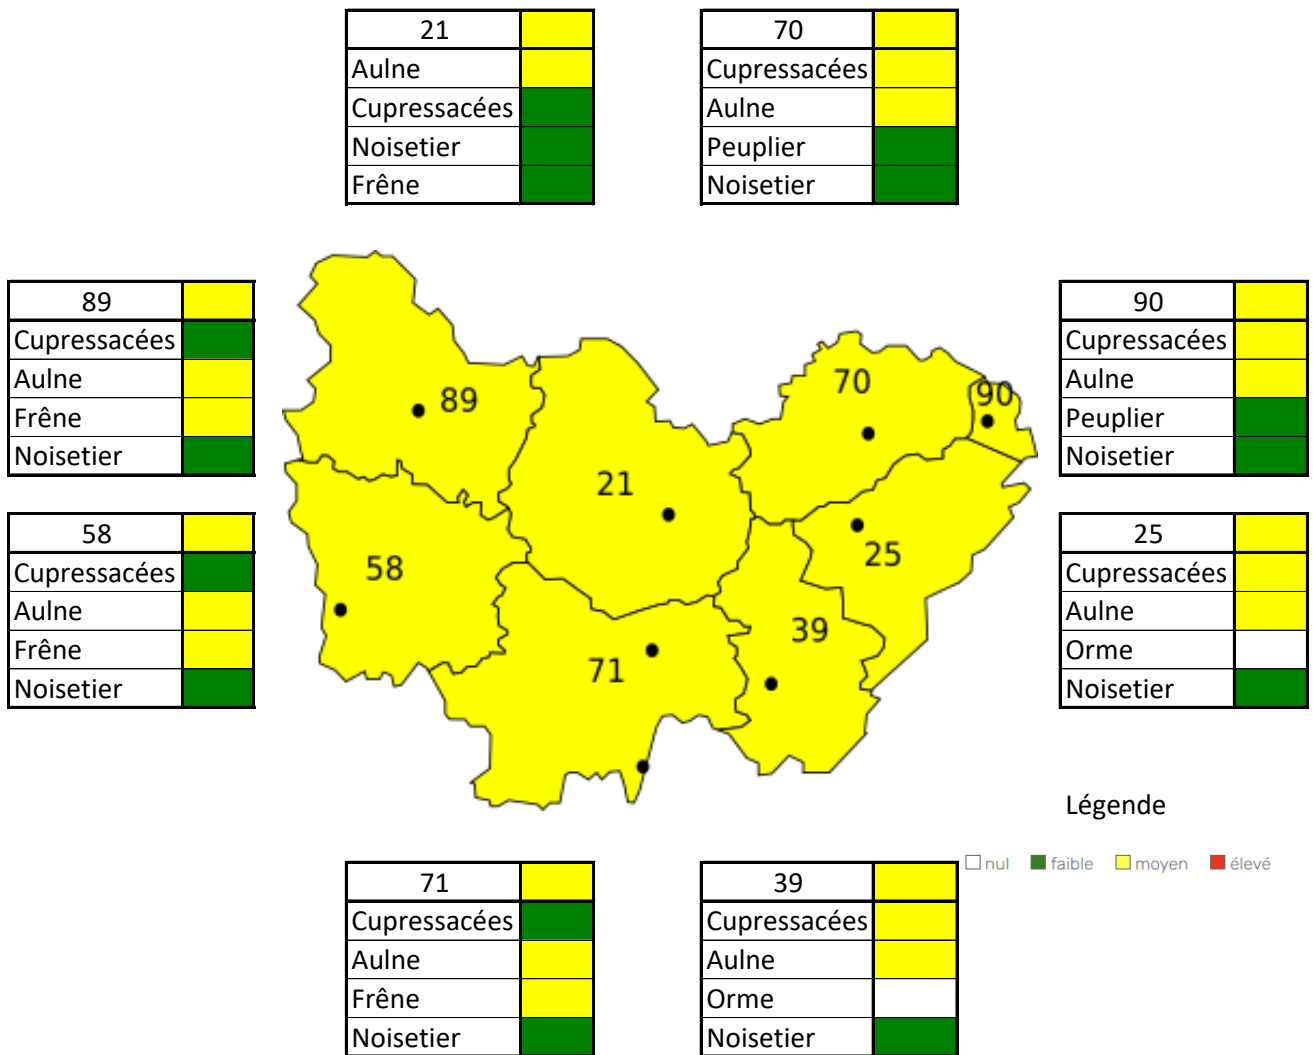 21
Aulne
Cupressacées
Noisetier
Frêne
70
Cupressacées
Aulne
Peuplier
Noisetier
89
Cupressacées
Aulne
Frêne
Noisetier
58
Cupressacées
Aulne
Frêne
Noisetier
89
70
90
21
58
25
39
71
90
Cupressacées
Aulne
Peuplier
Noisetier
25
Cupressacées
Aulne
Orme
Noisetier
Légende
nul faible moyen élevé
71
Cupressacées
Aulne
Frêne
Noisetier
39
Cupressacées
Aulne
Orme
Noisetier